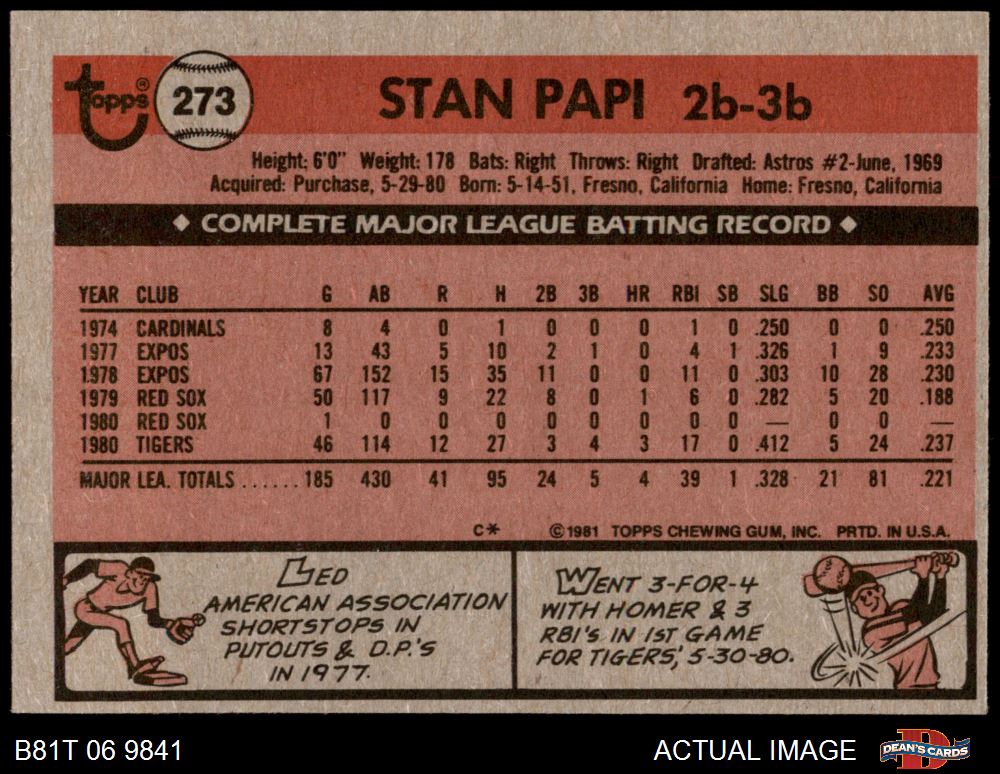 Topps® 273 STAN PAPI 2b-3b
Height: 6'0" Weight: 178 Bats: Right Throws: Right Drafted: Astros #2-June, 1969
Acquired: Purchase, 5-29-80 Born: 5-14-51, Fresno, California Home: Fresno, California
◆ COMPLETE MAJOR LEAGUE BATTING RECORD ◆
YEAR CLUB G AB R H 2B 3B HR RBI SB SLG BB SO AVG
1974 CARDINALS 8 4 0 1 0 0 0 1 0 .250 0 0 .250
1977 EXPOS 13 43 5 10 2 1 0 4 1 .326 1 9 .233
1978 EXPOS 67 152 15 35 11 0 0 11 0 .303 10 28 .230
1979 RED SOX 50 117 9 22 8 0 1 6 0 .282 5 20 .188
1980 RED SOX 1 0 0 0 0 0 0 0 0 — 0 0 —
1980 TIGERS 46 114 12 27 3 4 3 17 0 .412 5 24 .237
MAJOR LEA. TOTALS ...... 185 430 41 95 24 5 4 39 1 .328 21 81 .221
C* ©1981 TOPPS CHEWING GUM, INC. PRTD. IN U.S.A.
LED
AMERICAN ASSOCIATION
SHORTSTOPS IN
PUTOUTS & D.P.'S
IN 1977.
WENT 3-FOR-4
WITH HOMER & 3
RBI'S IN 1ST GAME
FOR TIGERS, 5-30-80.
B81T 06 9841 ACTUAL IMAGE DEAN'S CARDS